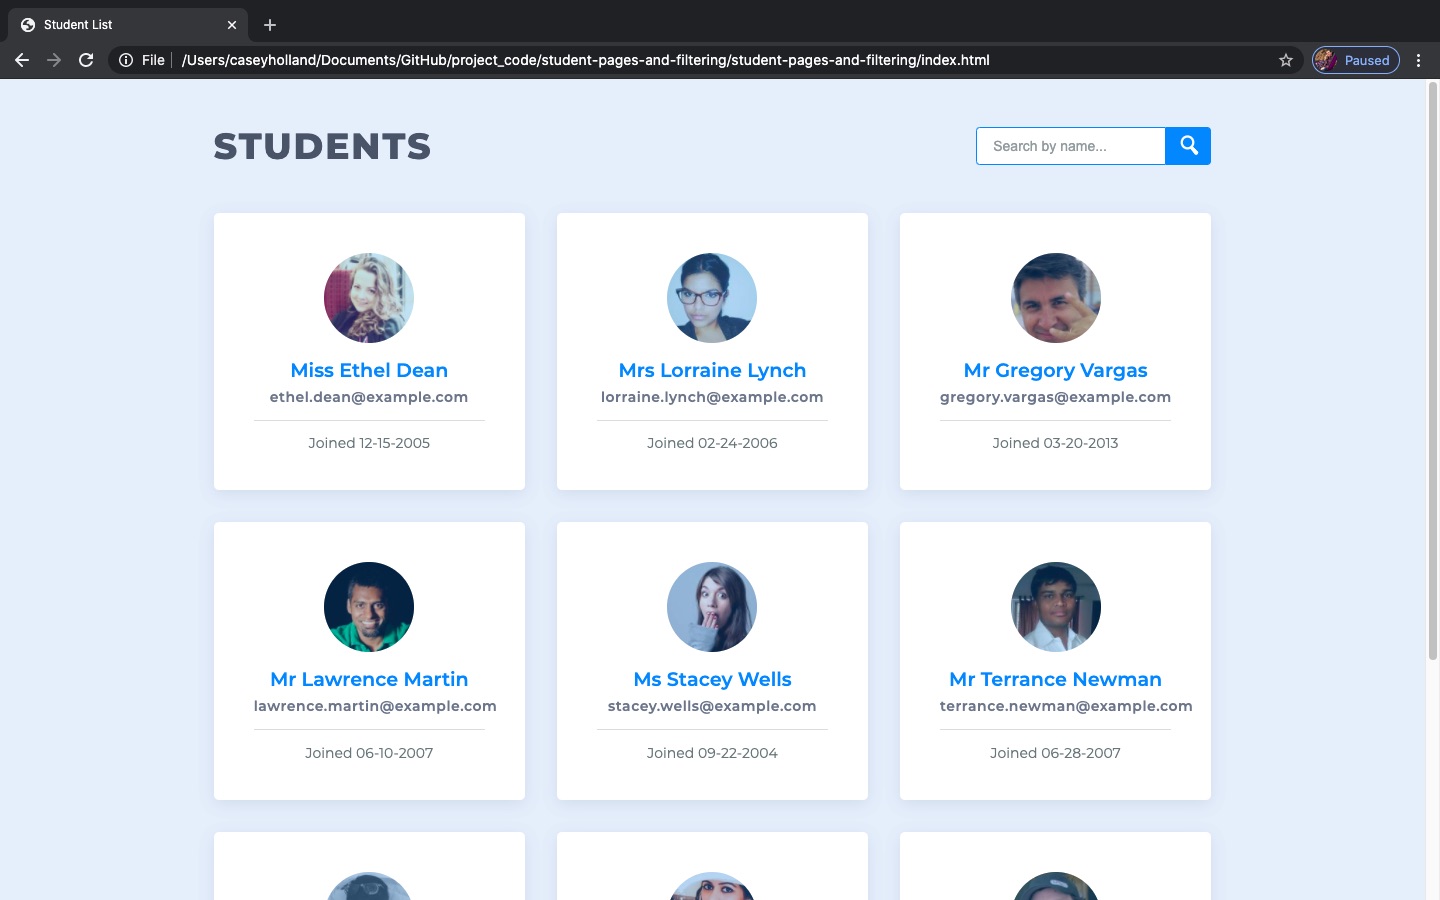 Student List
File
/Users/caseyholland/Documents/GitHub/project_code/student-pages-and-filtering/student-pages-and-filtering/index.html
Paused
STUDENTS
Search by name...
Miss Ethel Dean
ethel.dean@example.com
Joined 12-15-2005
Mrs Lorraine Lynch
lorraine.lynch@example.com
Joined 02-24-2006
Mr Gregory Vargas
gregory.vargas@example.com
Joined 03-20-2013
Mr Lawrence Martin
lawrence.martin@example.com
Joined 06-10-2007
Ms Stacey Wells
stacey.wells@example.com
Joined 09-22-2004
Mr Terrance Newman
terrance.newman@example.com
Joined 06-28-2007